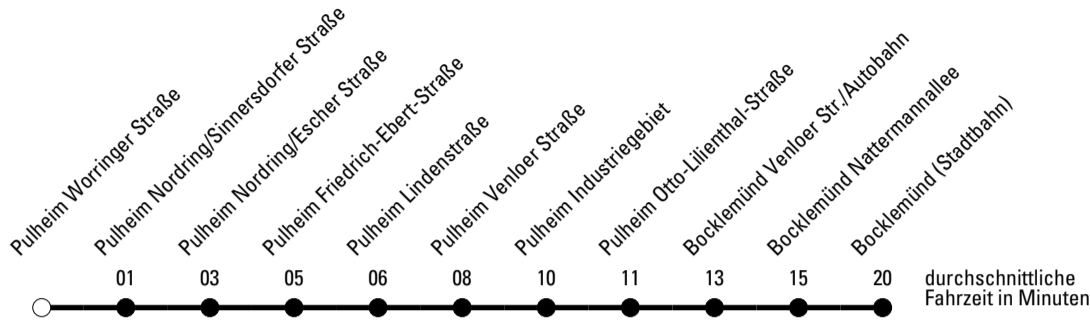 Pulheim Worringer Straße
Pulheim Nordring/Sinnersdorfer Straße
Pulheim Nordring/Escher Straße
Pulheim Friedrich-Ebert-Straße
Pulheim Lindenstraße
Pulheim Venloer Straße
Pulheim Industriegebiet
Pulheim Otto-Lilienthal-Straße
Bocklemünd Venloer Str./Autobahn
Bocklemünd Nattermannallee
Bocklemünd (Stadtbahn)
01 03 05 06 08 10 11 13 15 20
durchschnittliche
Fahrzeit in Minuten